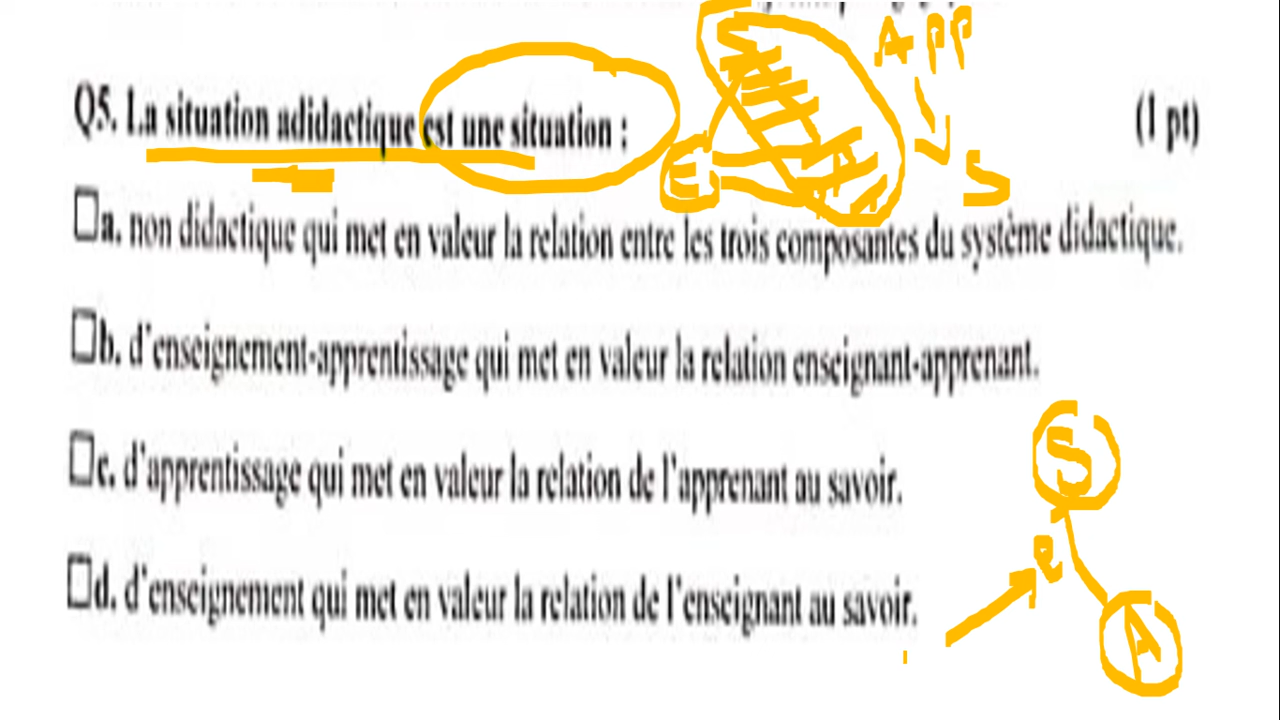 A PP
Q5. La situation adidactique est une situation : (1 pt)
S
E
A
a. non didactique qui met en valeur la relation entre les trois composantes du système didactique.
b. d'enseignement-apprentissage qui met en valeur la relation enseignant-apprenant.
c. d'apprentissage qui met en valeur la relation de l'apprenant au savoir.
S
e
d. d'enseignement qui met en valeur la relation de l'enseignant au savoir.
A